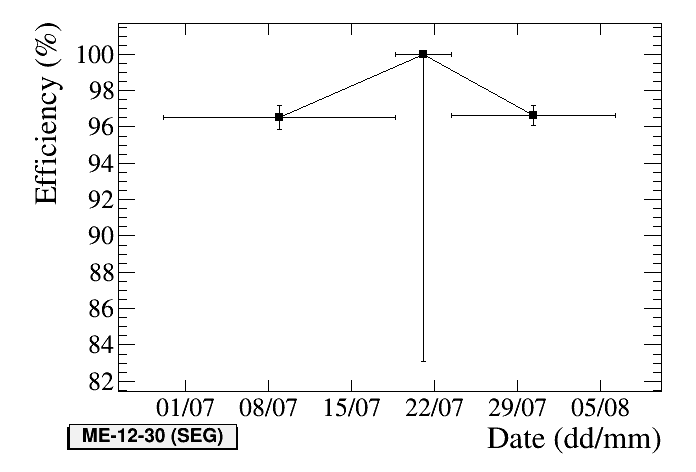 Efficiency (%)
100
98
96
94
92
90
88
86
84
82
01/07 08/07 15/07 22/07 29/07 05/08
ME-12-30 (SEG)
Date (dd/mm)